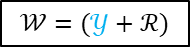 𝒲 = (𝒴 + ℛ)